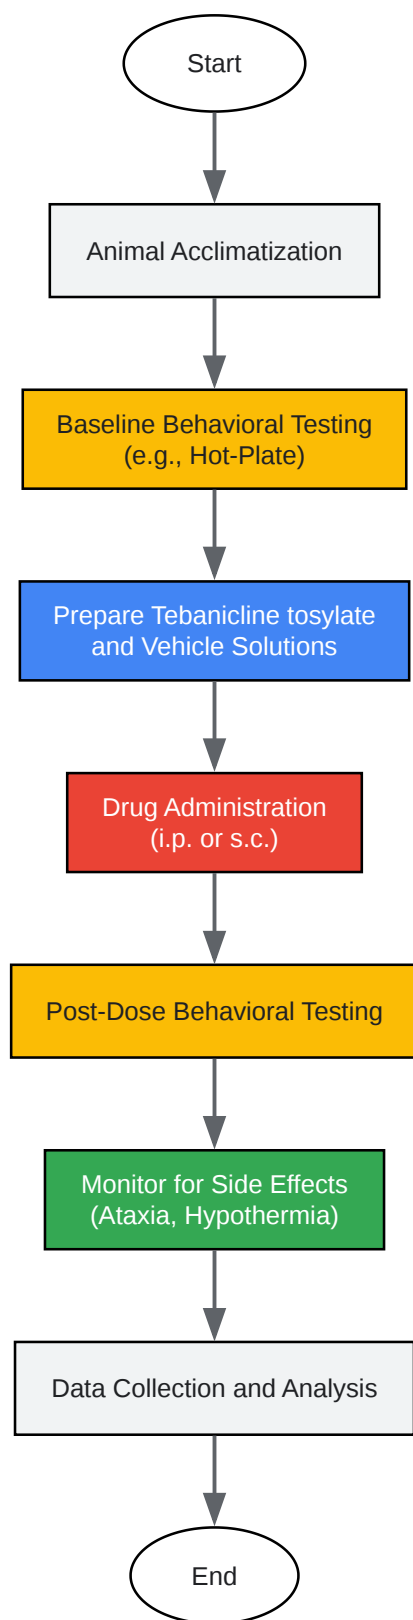 Start
Animal Acclimatization
Baseline Behavioral Testing
(e.g., Hot-Plate)
Prepare Tebanicline tosylate
and Vehicle Solutions
Drug Administration
(i.p. or s.c.)
Post-Dose Behavioral Testing
Monitor for Side Effects
(Ataxia, Hypothermia)
Data Collection and Analysis
End